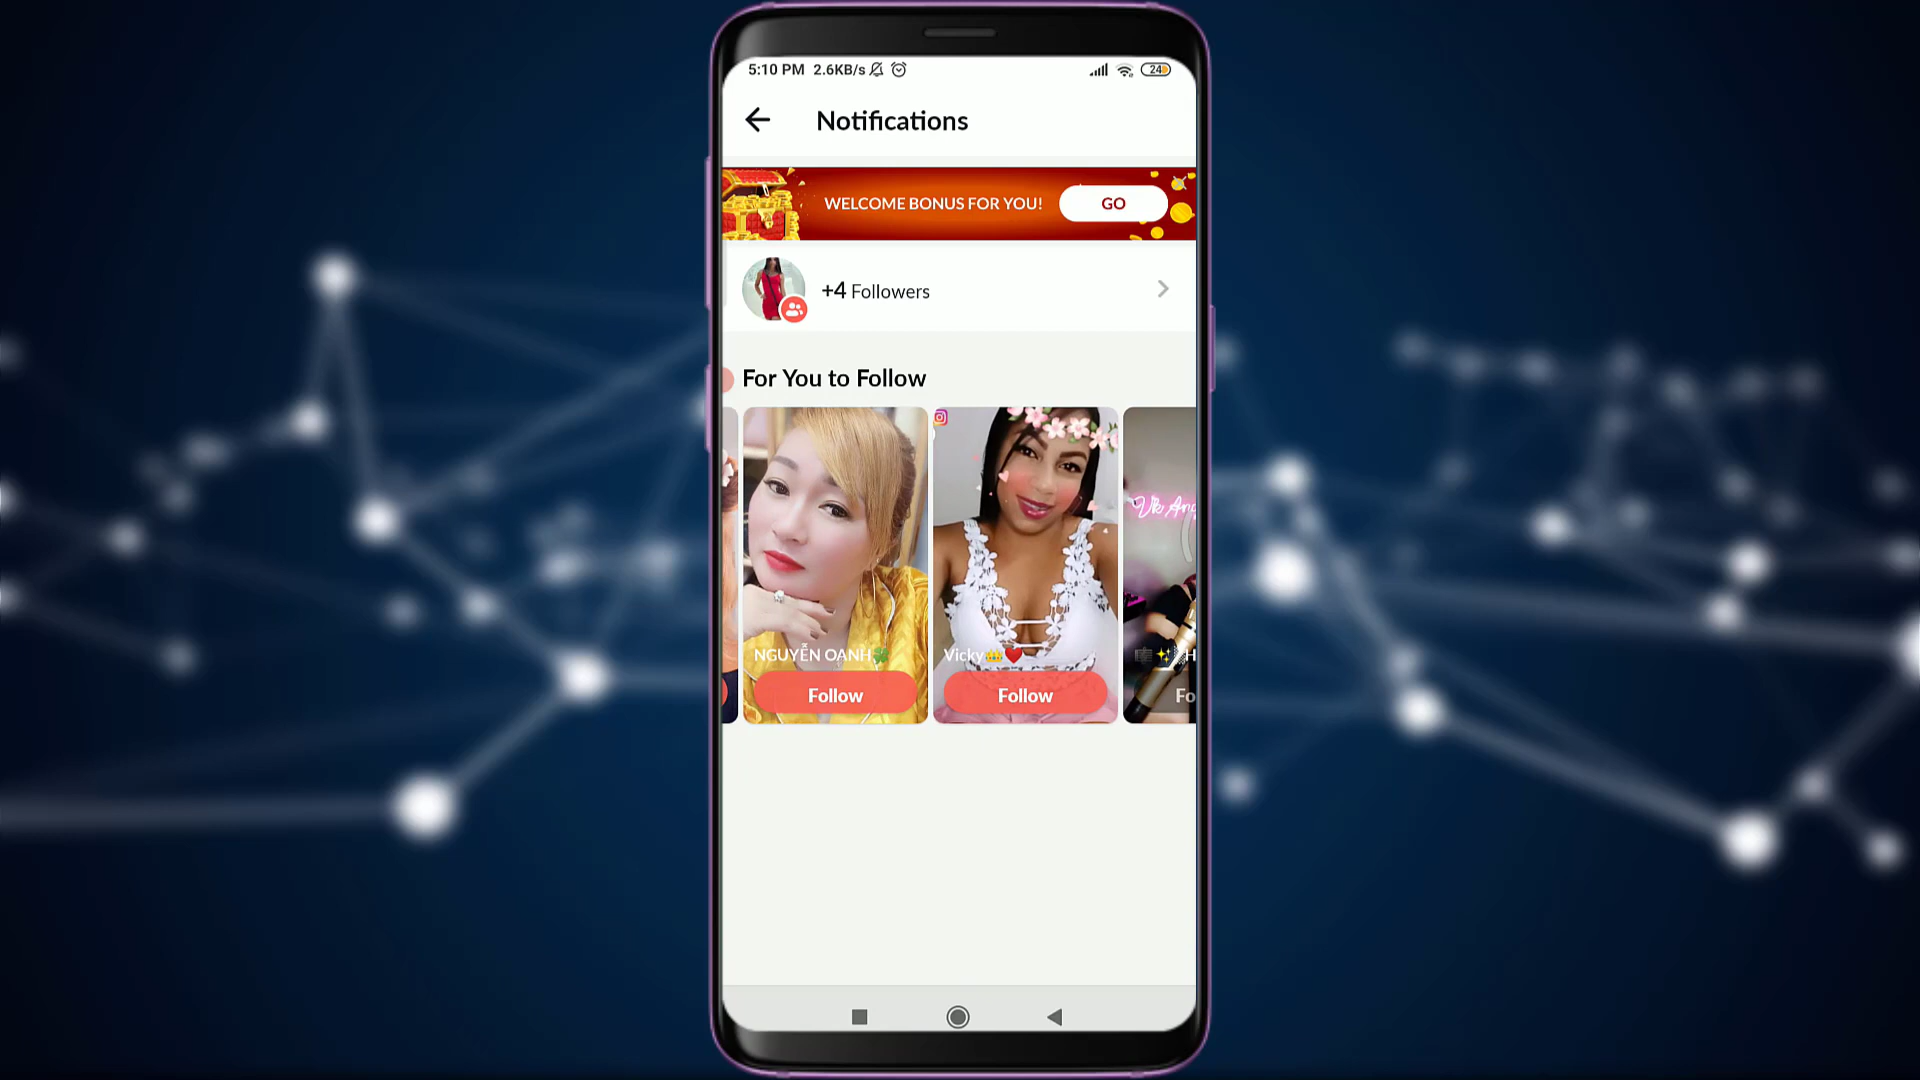 5:10 PM 2.6KB/s
24
Notifications
WELCOME BONUS FOR YOU!
GO
+4 Followers
For You to Follow
NGUYỄN OANH🍀
Vicky👑❤️
Follow
Follow
Fo